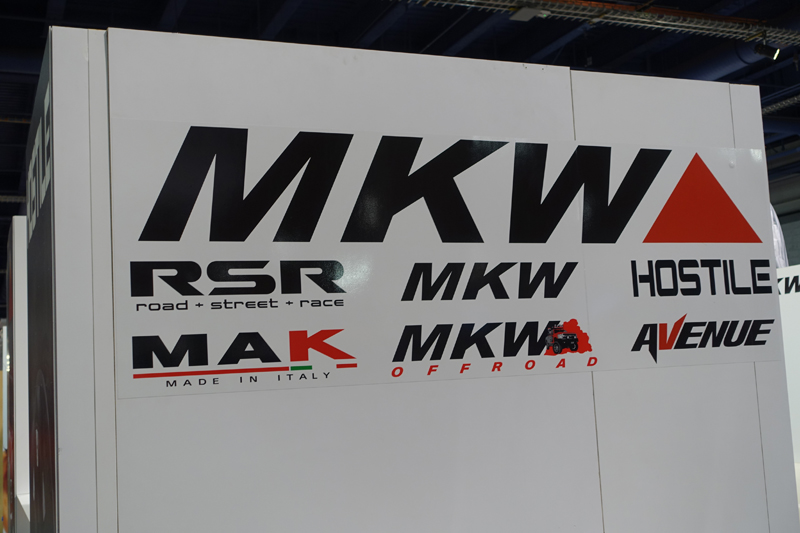 MKW
RSR
road + street + race
MKW
HOSTILE
MAK
MADE IN ITALY
MKW
OFFROAD
AVENUE